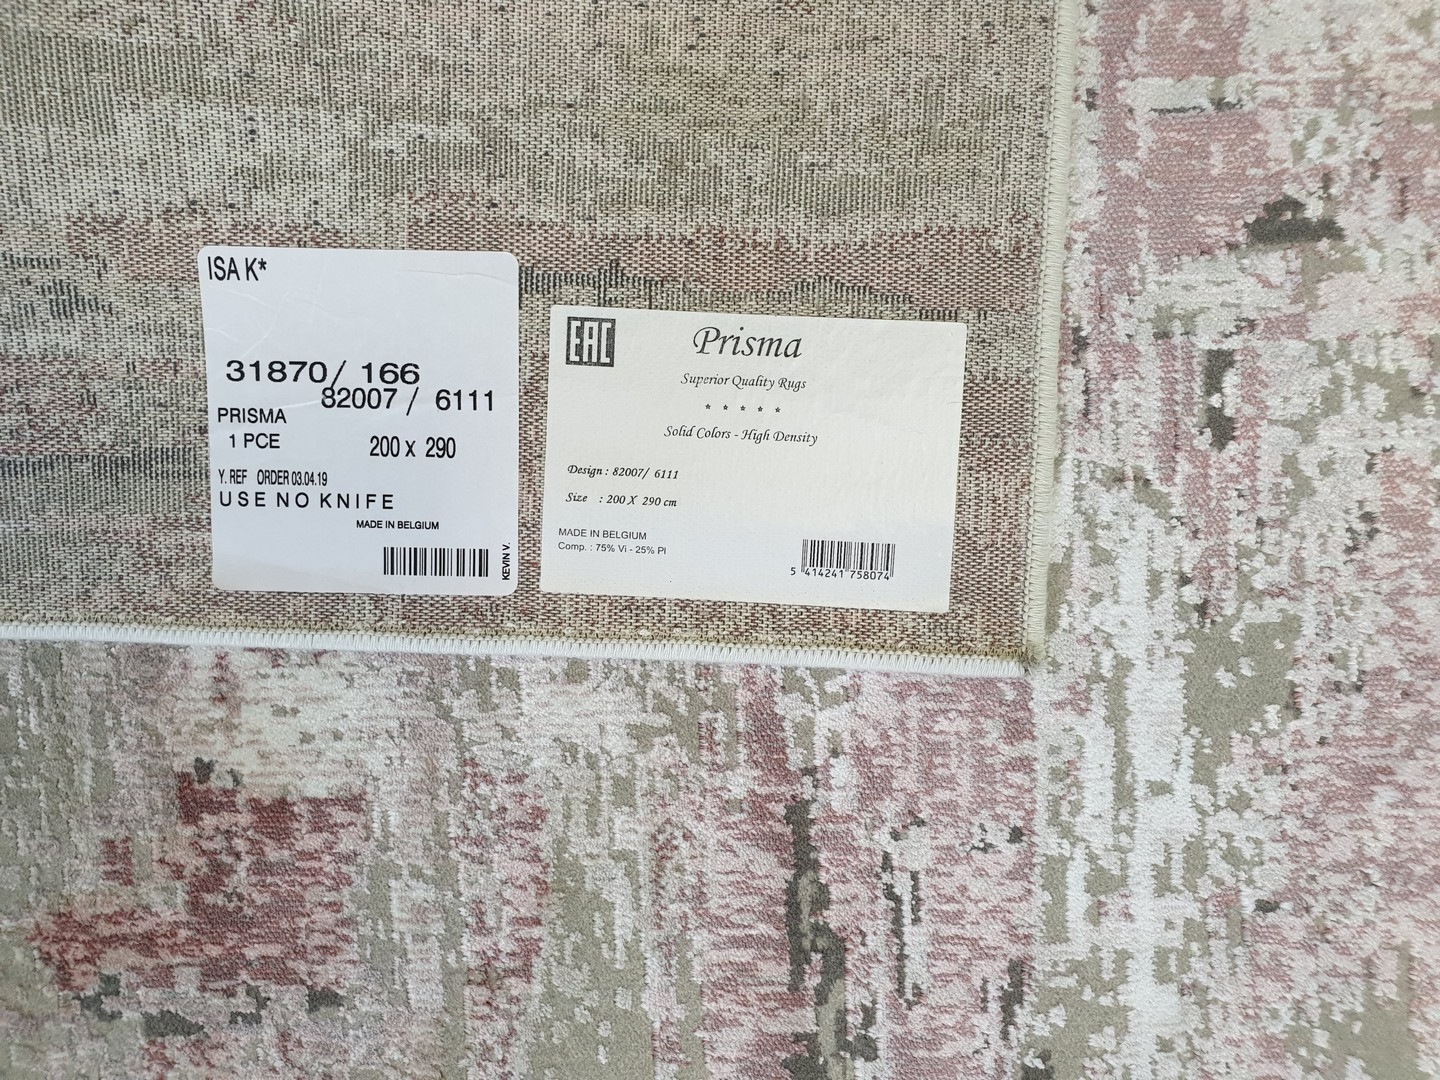 ISA K*
31870/ 166
82007 / 6111
PRISMA
1 PCE 200 x 290
Y. REF ORDER 03.04.19
USE NO KNIFE
MADE IN BELGIUM
KEVIN V.
EAC
Prisma
Superior Quality Rugs
* * * * *
Solid Colors - High Density
Design : 82007/ 6111
Size : 200 X 290 cm
MADE IN BELGIUM
Comp. : 75% Vi - 25% Pl
5 414241 758074